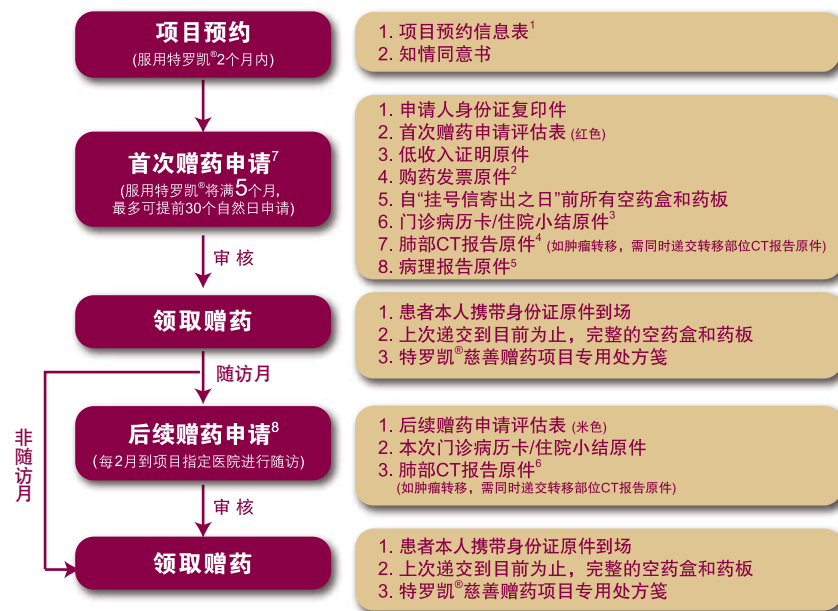 项目预约
(服用特罗凯®2个月内)
1. 项目预约信息表1
2. 知情同意书
首次赠药申请7
(服用特罗凯®将满5个月,
最多可提前30个自然日申请)
1. 申请人身份证复印件
2. 首次赠药申请评估表 (红色)
3. 低收入证明原件
4. 购药发票原件2
5. 自“挂号信寄出之日”前所有空药盒和药板
6. 门诊病历卡/住院小结原件3
7. 肺部CT报告原件4 (如肿瘤转移，需同时递交转移部位CT报告原件)
8. 病理报告原件5
审核
领取赠药
1. 患者本人携带身份证原件到场
2. 上次递交到目前为止，完整的空药盒和药板
3. 特罗凯®慈善赠药项目专用处方笺
随访月
非随访月
后续赠药申请8
(每2月到项目指定医院进行随访)
1. 后续赠药申请评估表 (米色)
2. 本次门诊病历卡/住院小结原件
3. 肺部CT报告原件6
(如肿瘤转移，需同时递交转移部位CT报告原件)
审核
领取赠药
1. 患者本人携带身份证原件到场
2. 上次递交到目前为止，完整的空药盒和药板
3. 特罗凯®慈善赠药项目专用处方笺